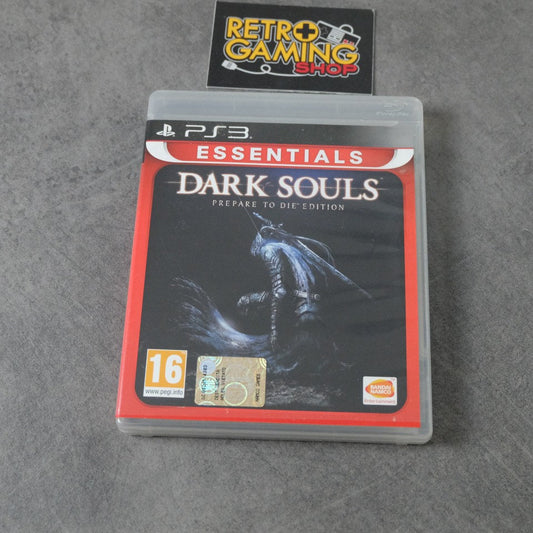 RETRO
GAMING
SHOP
PS3
ESSENTIALS
DARK SOULS
PREPARE TO DIE EDITION
16
www.pegi.info
BANDAI
NAMCO
Entertainment